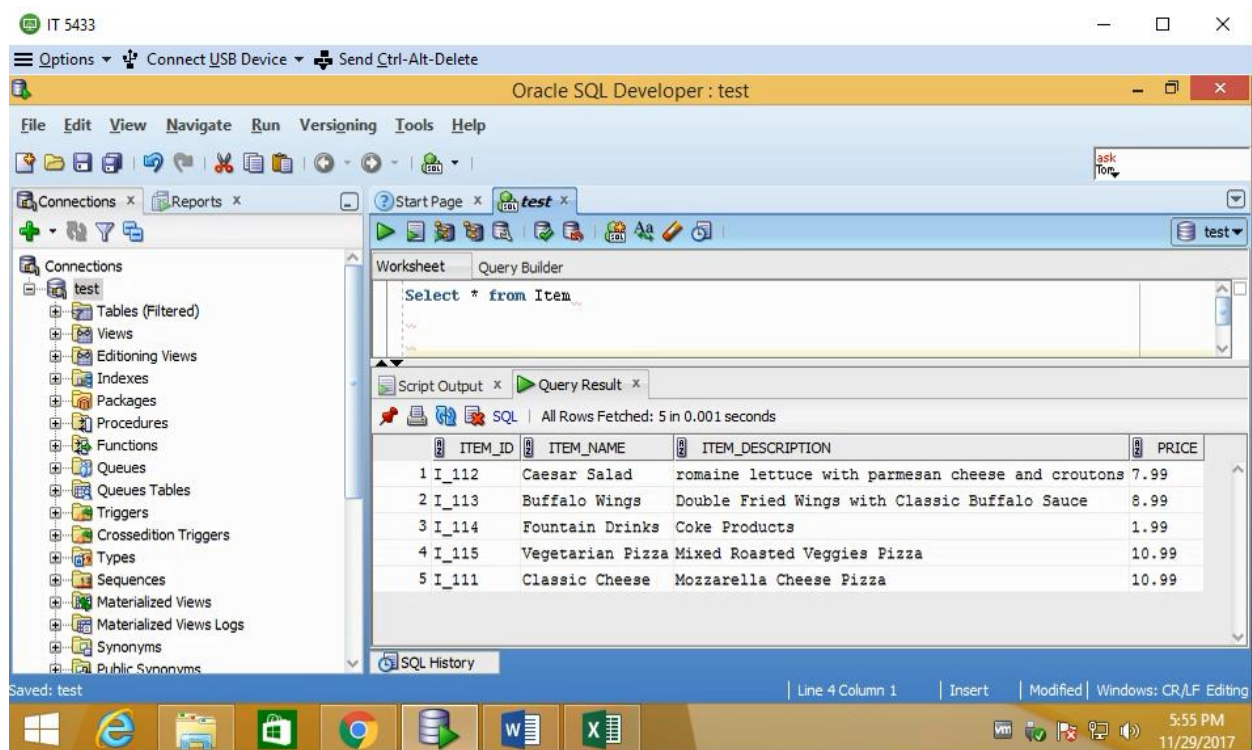 IT 5433
Options Connect USB Device Send Ctrl-Alt-Delete
Oracle SQL Developer : test
File Edit View Navigate Run Versioning Tools Help
SQL
ask
Tom
Connections x Reports x
Start Page x test x
test
Connections
test
Tables (Filtered)
Views
Editioning Views
Indexes
Packages
Procedures
Functions
Queues
Queues Tables
Triggers
Crossedition Triggers
Types
Sequences
Materialized Views
Materialized Views Logs
Synonyms
Public Synonyms
Worksheet Query Builder
Select * from Item
Script Output x Query Result x
SQL | All Rows Fetched: 5 in 0.001 seconds
ITEM_ID ITEM_NAME ITEM_DESCRIPTION PRICE
1 I_112 Caesar Salad romaine lettuce with parmesan cheese and croutons 7.99
2 I_113 Buffalo Wings Double Fried Wings with Classic Buffalo Sauce 8.99
3 I_114 Fountain Drinks Coke Products 1.99
4 I_115 Vegetarian Pizza Mixed Roasted Veggies Pizza 10.99
5 I_111 Classic Cheese Mozzarella Cheese Pizza 10.99
SQL History
Saved: test
Line 4 Column 1 | Insert | Modified | Windows: CR/LF Editing
5:55 PM
11/29/2017